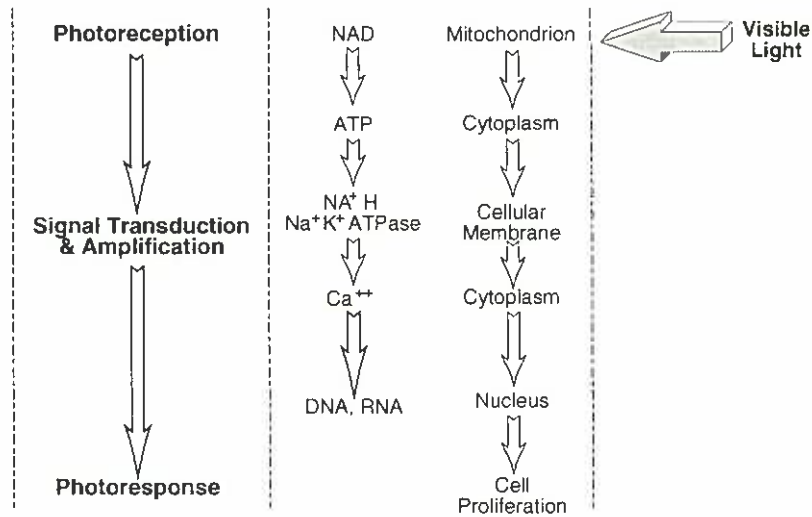 Photoreception
Signal Transduction
& Amplification
Photoresponse
NAD
ATP
NA⁺ H
Na⁺K⁺ATPase
Ca⁺⁺
DNA, RNA
Mitochondrion
Cytoplasm
Cellular
Membrane
Cytoplasm
Nucleus
Cell
Proliferation
Visible
Light